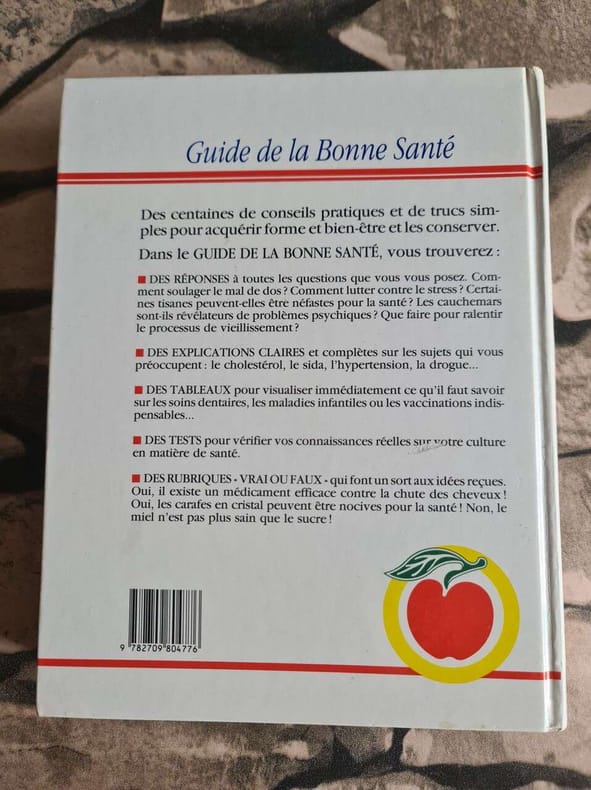 Guide de la Bonne Santé
Des centaines de conseils pratiques et de trucs sim-
ples pour acquérir forme et bien-être et les conserver.
Dans le GUIDE DE LA BONNE SANTÉ, vous trouverez :
■ DES RÉPONSES à toutes les questions que vous vous posez. Com-
ment soulager le mal de dos ? Comment lutter contre le stress ? Certai-
nes tisanes peuvent-elles être néfastes pour la santé ? Les cauchemars
sont-ils révélateurs de problèmes psychiques ? Que faire pour ralentir
le processus de vieillissement ?
■ DES EXPLICATIONS CLAIRES et complètes sur les sujets qui vous
préoccupent : le cholestérol, le sida, l'hypertension, la drogue...
■ DES TABLEAUX pour visualiser immédiatement ce qu'il faut savoir
sur les soins dentaires, les maladies infantiles ou les vaccinations indis-
pensables...
■ DES TESTS pour vérifier vos connaissances réelles sur votre culture
en matière de santé.
■ DES RUBRIQUES « VRAI OU FAUX » qui font un sort aux idées reçues.
Oui, il existe un médicament efficace contre la chute des cheveux !
Oui, les carafes en cristal peuvent être nocives pour la santé ! Non, le
miel n'est pas plus sain que le sucre !
9 782709 804776